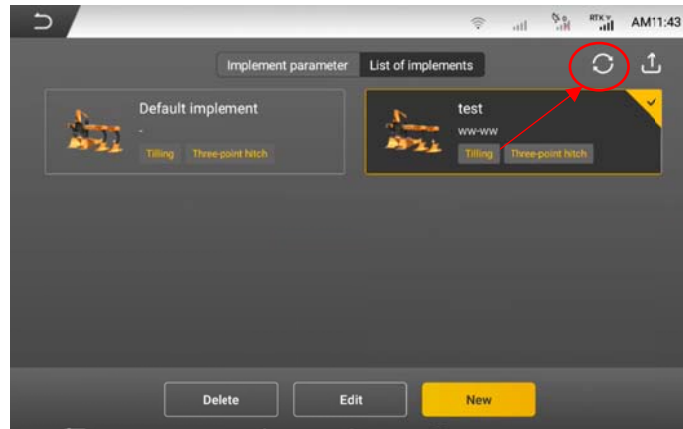 RTK
AM11:43
Implement parameter
List of implements
Default implement
-
Tilling
Three-point hitch
test
ww-ww
Tilling
Three-point hitch
Delete
Edit
New